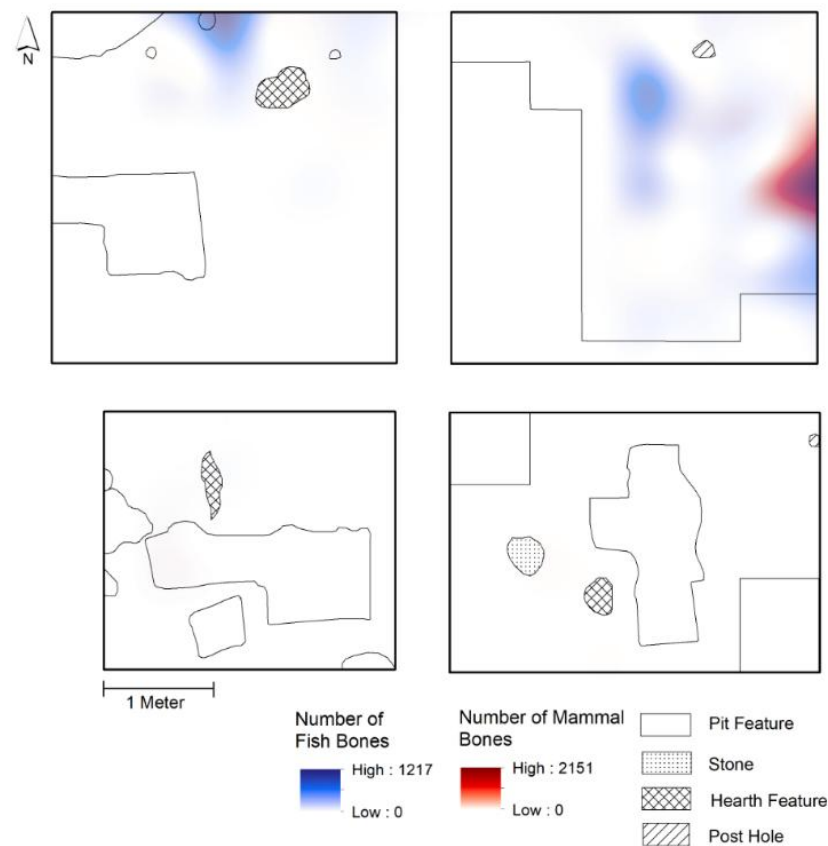 N
1 Meter
Number of
Fish Bones
High : 1217
Low : 0
Number of Mammal
Bones
High : 2151
Low : 0
Pit Feature
Stone
Hearth Feature
Post Hole